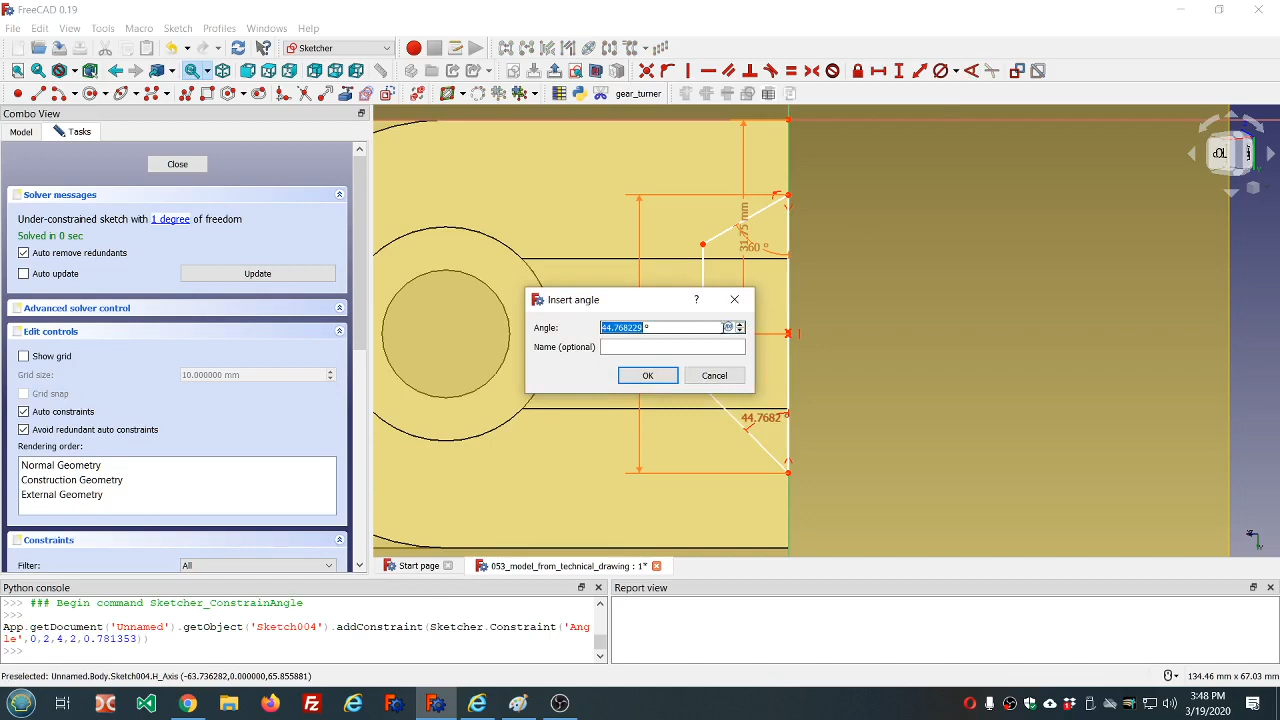 FreeCAD 0.19
File Edit View Tools Macro Sketch Profiles Windows Help
Sketcher
gear_turner
Combo View
Model Tasks
Close
Solver messages
Under-constrained sketch with 1 degree of freedom
Solved in 0 sec
Auto remove redundants
Auto update Update
Advanced solver control
Edit controls
Show grid
Grid size: 10.000000 mm
Grid snap
Auto constraints
Avoid redundant auto constraints
Rendering order:
Normal Geometry
Construction Geometry
External Geometry
Constraints
Filter: All
31.75 mm
60 °
44.7682 °
TOP
Insert angle
Angle: 44.768229 °
Name (optional)
OK Cancel
Start page 053_model_from_technical_drawing : 1*
Python console
>>> ### Begin command Sketcher_ConstrainAngle
>>>
App.getDocument('Unnamed').getObject('Sketch004').addConstraint(Sketcher.Constraint('Ang
le',0,2,4,2,0.781353))
>>>
Report view
Preselected: Unnamed.Body.Sketch004.H_Axis (-63.736282,0.000000,65.855881)
134.46 mm x 67.03 mm
3:48 PM
3/19/2020